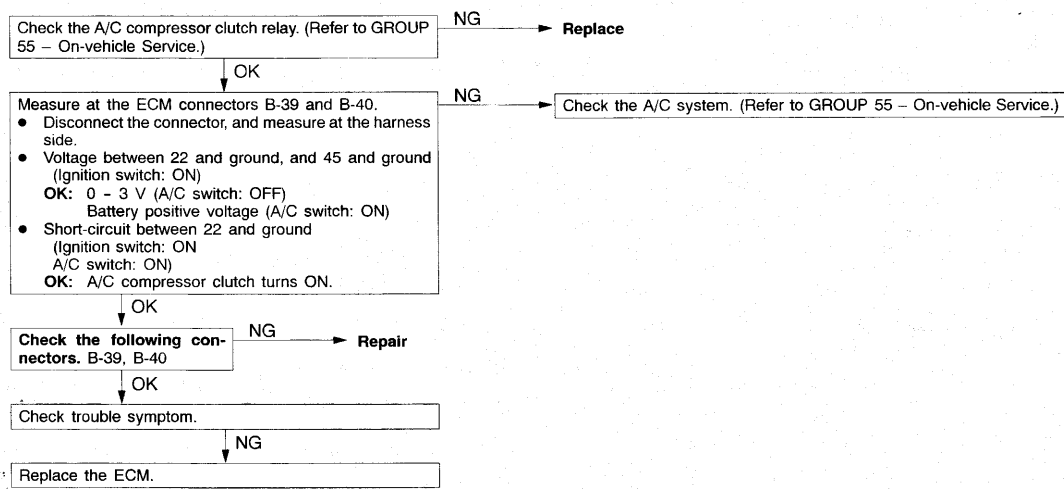 Check the A/C compressor clutch relay. (Refer to GROUP
55 – On-vehicle Service.)
NG
Replace
OK
Measure at the ECM connectors B-39 and B-40.
● Disconnect the connector, and measure at the harness
side.
● Voltage between 22 and ground, and 45 and ground
(Ignition switch: ON)
OK: 0 – 3 V (A/C switch: OFF)
Battery positive voltage (A/C switch: ON)
● Short-circuit between 22 and ground
(Ignition switch: ON
A/C switch: ON)
OK: A/C compressor clutch turns ON.
NG
Check the A/C system. (Refer to GROUP 55 – On-vehicle Service.)
OK
Check the following con-
nectors. B-39, B-40
NG
Repair
OK
Check trouble symptom.
NG
Replace the ECM.